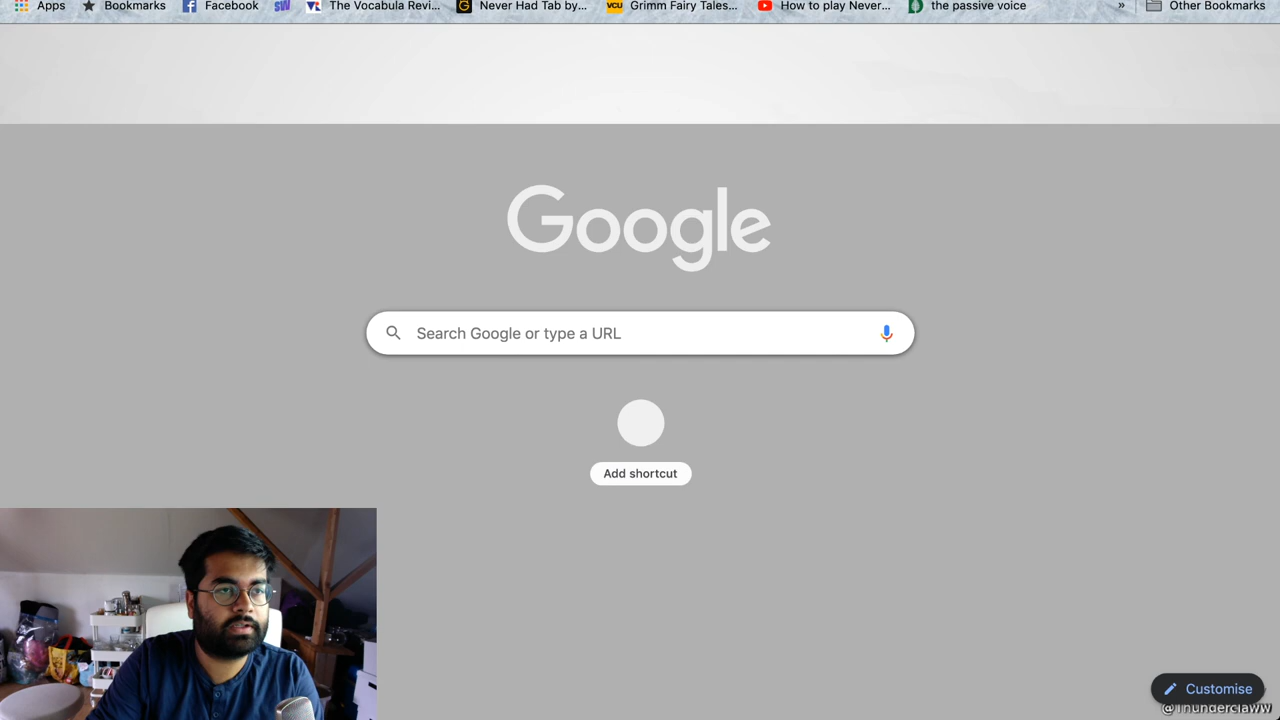 Apps Bookmarks Facebook The Vocabula Revi... Never Had Tab by... Grimm Fairy Tales... How to play Never... the passive voice » Other Bookmarks
Google
Search Google or type a URL
Add shortcut
Customise
@Thunderclaww